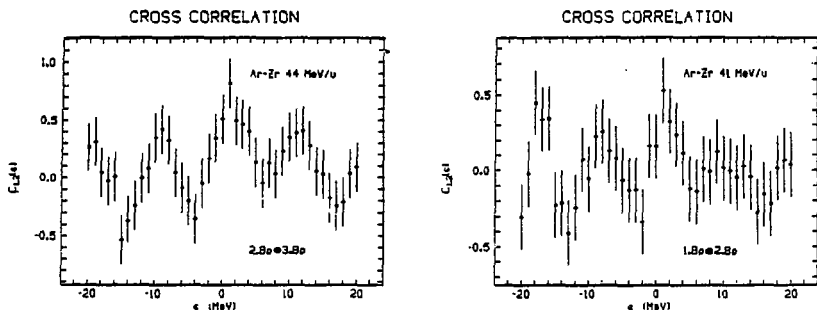 CROSS CORRELATION
Ar-Zr 44 MeV/u
1.0
0.5
0.0
-0.5
2.8p⊗3.8p
-20
-10
0
10
20
ε (MeV)
CROSS CORRELATION
Ar-Zr 41 MeV/u
0.5
0.0
-0.5
1.8p⊗2.8p
-20
-10
0
10
20
ε (MeV)